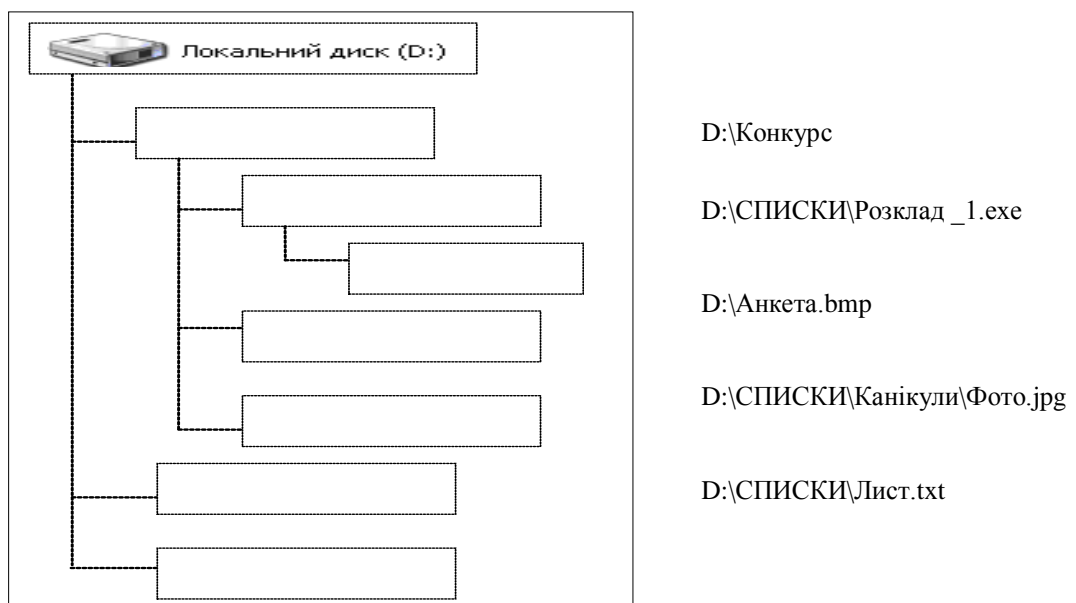 Локальний диск (D:)
D:\Конкурс
D:\СПИСКИ\Розклад _1.exe
D:\Анкета.bmp
D:\СПИСКИ\Канікули\Фото.jpg
D:\СПИСКИ\Лист.txt